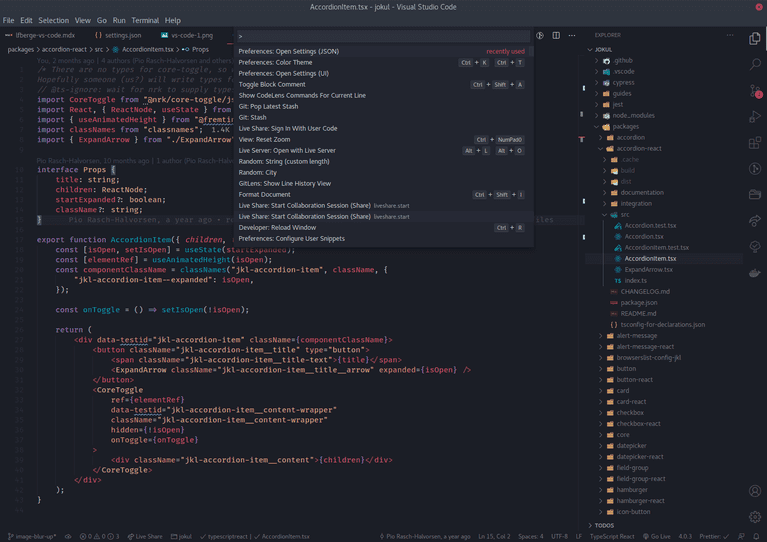 AccordionItem.tsx - jokul - Visual Studio Code
File Edit Selection View Go Run Terminal Help
lfberge-vs-code.mdx
settings.json
vs-code-1.png
EXPLORER
packages > accordion-react > src > AccordionItem.tsx > Props
>
Preferences: Open Settings (JSON) recently used
Preferences: Color Theme Ctrl + K Ctrl + T
Preferences: Open Settings (UI)
Toggle Block Comment Ctrl + Shift + A
Show CodeLens Commands For Current Line
Git: Pop Latest Stash
Git: Stash
Live Share: Sign In With User Code
View: Reset Zoom Ctrl + NumPad0
Live Server: Open with Live Server Alt + L Alt + O
Random: String (custom length)
Random: City
GitLens: Show Line History View
Format Document Ctrl + Shift + I
Live Share: Start Collaboration Session (Share) liveshare.start
Live Share: Start Collaboration Session (Share) liveshare.start
Developer: Reload Window Ctrl + R
Preferences: Configure User Snippets
You, 2 months ago | 4 authors (Pio Rasch-Halvorsen and others)
/* There are no types for core-toggle, so
Hopefully someone (us?) will write types f
// @ts-ignore: wait for nrk to supply type
import CoreToggle from "@nrk/core-toggle/js
import React, { ReactNode, useState } from
import { useAnimatedHeight } from "@fremtin
import classNames from "classnames"; 1.4K
import { ExpandArrow } from "./ExpandArrow"
Pio Rasch-Halvorsen, 10 months ago | 1 author (Pio Rasch-Halv
interface Props {
title: string;
children: ReactNode;
startExpanded?: boolean;
className?: string;
}
Pio Rasch-Halvorsen, a year ago •
export function AccordionItem({ children,
const [isOpen, setIsOpen] = useState(startExpanded);
const [elementRef] = useAnimatedHeight(isOpen);
const componentClassName = classNames("jkl-accordion-item", className, {
"jkl-accordion-item--expanded": isOpen,
});
const onToggle = () => setIsOpen(!isOpen);
return (
<div data-testid="jkl-accordion-item" className={componentClassName}>
<button className="jkl-accordion-item__title" type="button">
<span className="jkl-accordion-item__title-text">{title}</span>
<ExpandArrow className="jkl-accordion-item__title__arrow" expanded={isOpen} />
</button>
<CoreToggle
ref={elementRef}
data-testid="jkl-accordion-item__content-wrapper"
className="jkl-accordion-item__content-wrapper"
hidden={!isOpen}
onToggle={onToggle}
>
<div className="jkl-accordion-item__content">{children}</div>
</CoreToggle>
</div>
);
}
JOKUL
.github
.vscode
cypress
guides
jest
node_modules
packages
accordion
accordion-react
.cache
build
dist
documentation
integration
src
Accordion.test.tsx
Accordion.tsx
AccordionItem.test.tsx
AccordionItem.tsx
ExpandArrow.tsx
index.ts
CHANGELOG.md
package.json
README.md
tsconfig-for-declarations.json
alert-message
alert-message-react
browserslist-config-jkl
button
button-react
card
card-react
checkbox
checkbox-react
core
datepicker
datepicker-react
field-group
field-group-react
hamburger
hamburger-react
icon-button
TODOS
image-blur-up* 0 0 3 Live Share jokul typescriptreact AccordionItem.tsx Pio Rasch-Halvorsen, a year ago Ln 15, Col 2 Spaces: 4 UTF-8 LF TypeScript React Go Live 4.0.3 Prettier: